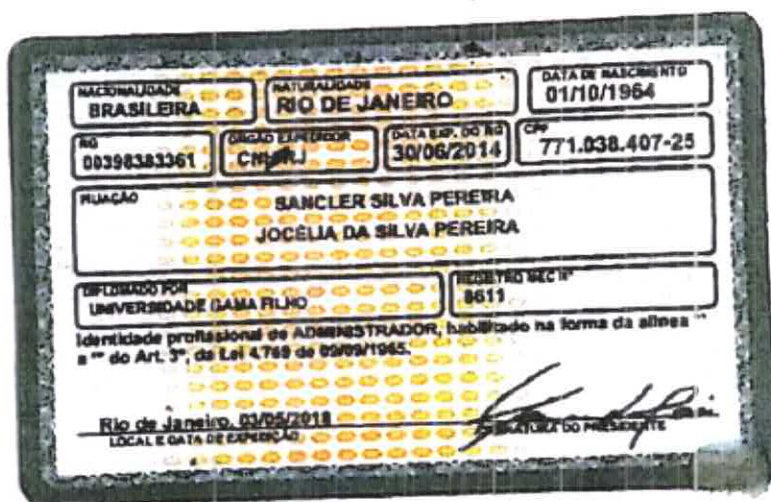 NACIONALIDADE NATURALIDADE DATA DE NASCIMENTO
BRASILEIRA RIO DE JANEIRO 01/10/1964
RG ÓRGÃO EXPEDIDOR DATA EXP. DO RG CPF
00398383361 30/06/2014 771.038.407-25
FILIAÇÃO
SANCLER SILVA PEREIRA
JOCÉLIA DA SILVA PEREIRA
DIPLOMADO POR REGISTRO MEC Nº
UNIVERSIDADE GAMA FILHO 8611
Identidade profissional de ADMINISTRADOR, habilitado na forma da alínea "
a "" do Art. 3º, da Lei 4.769 de 09/09/1965.
Rio de Janeiro, 03/05/2018
LOCAL E DATA DE EXPEDIÇÃO ASSINATURA DO PRESIDENTE